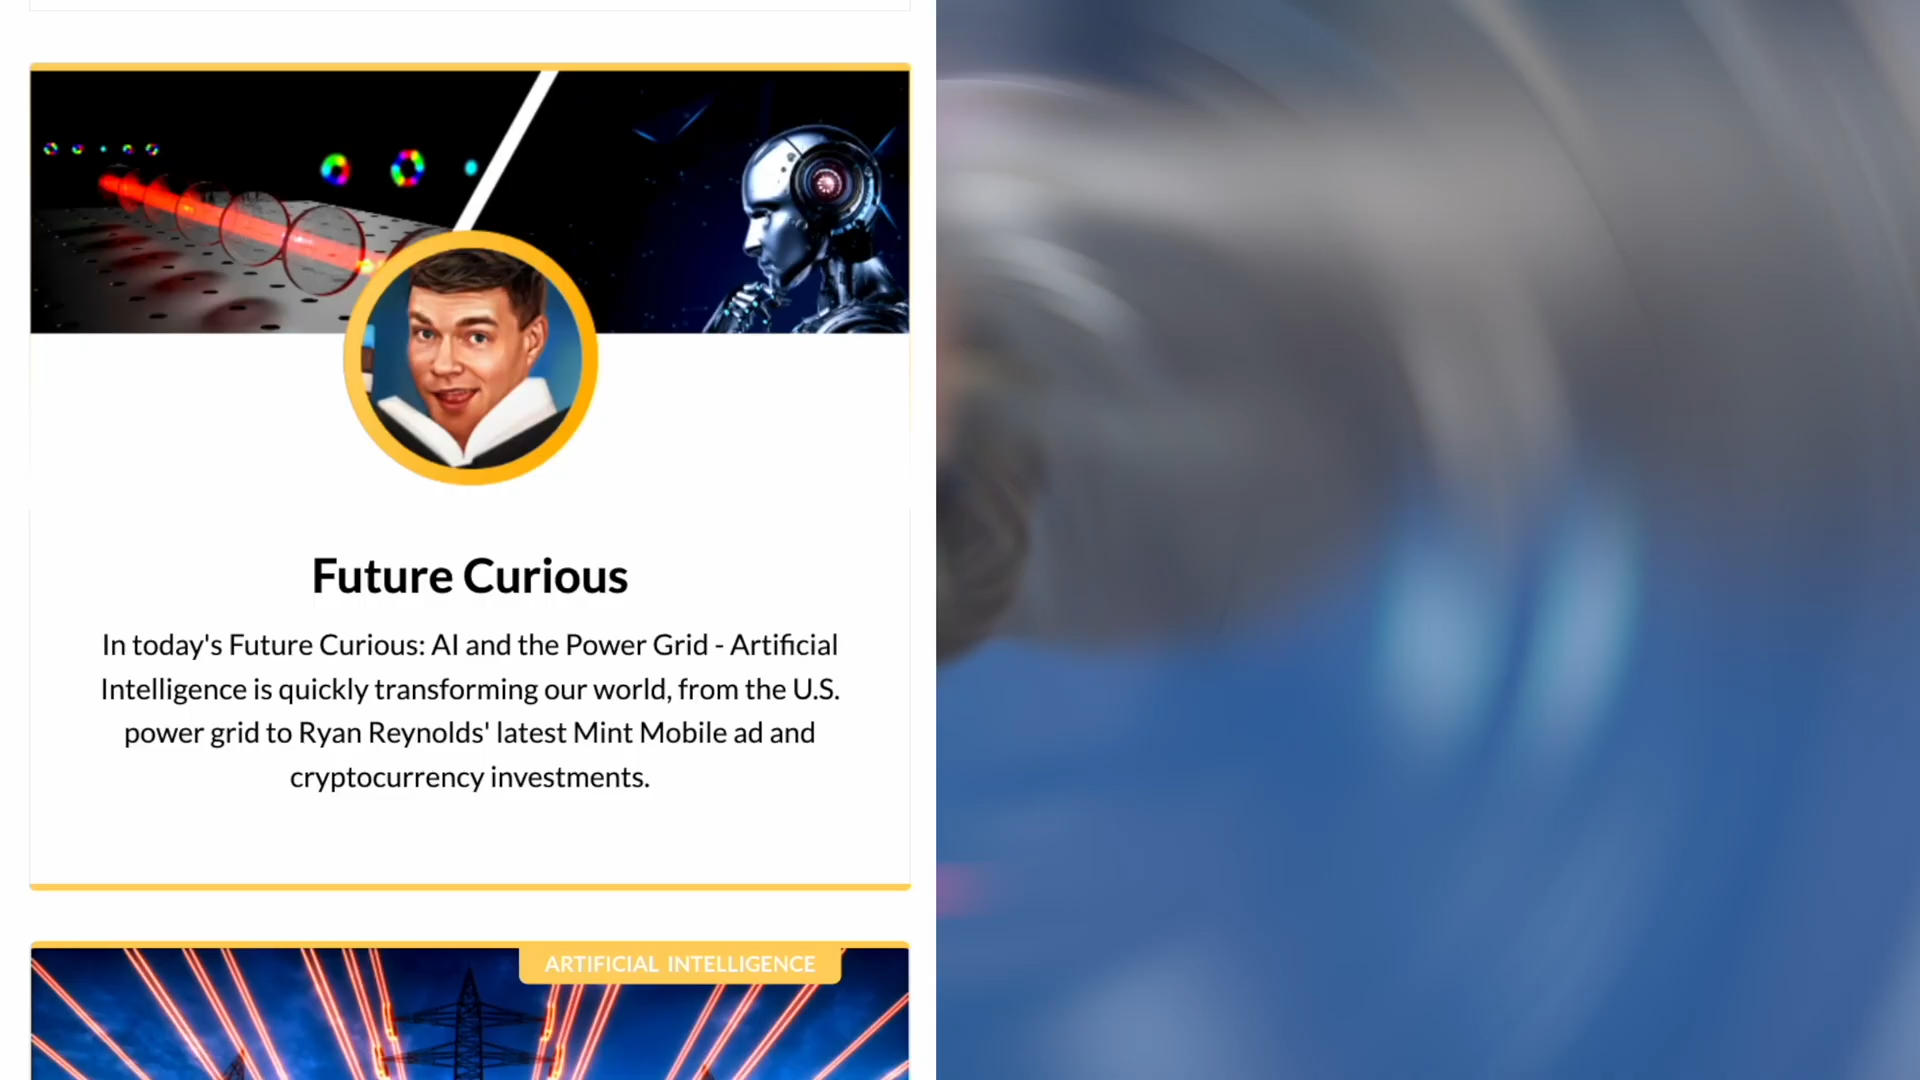 Future Curious
In today's Future Curious: AI and the Power Grid - Artificial
Intelligence is quickly transforming our world, from the U.S.
power grid to Ryan Reynolds' latest Mint Mobile ad and
cryptocurrency investments.
ARTIFICIAL INTELLIGENCE